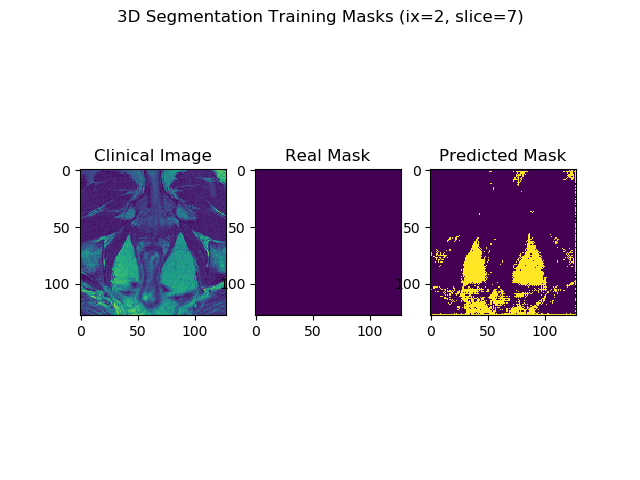 3D Segmentation Training Masks (ix=2, slice=7)
Clinical Image Real Mask Predicted Mask
0 0 0
50 50 50
100 100 100
0 50 100 0 50 100 0 50 100